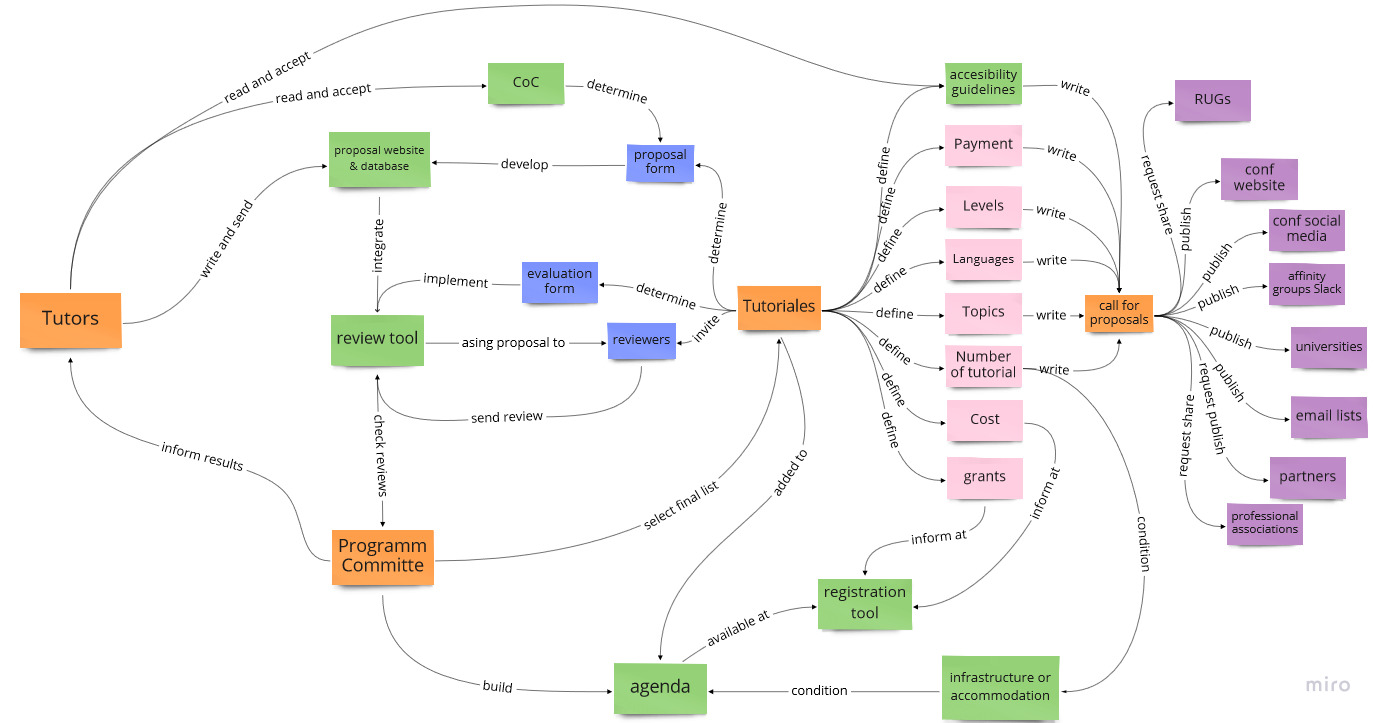 read and accept
read and accept
CoC
determine
accesibility
guidelines
write
RUGs
proposal website
& database
develop
proposal
form
define
Payment
write
request share
conf
website
write and send
integrate
determine
define
Levels
write
publish
conf social
media
define
Languages
write
publish
affinity
groups Slack
implement
evaluation
form
determine
define
publish
Tutors
Tutoriales
define
Topics
write
call for
proposals
review tool
asing proposal to
reviewers
invite
publish
universities
define
Number
of tutorial
write
publish
request publish
define
send review
Cost
email lists
check reviews
define
request share
inform results
added to
grants
inform at
partners
select final list
professional
associations
Programm
Committe
inform at
condition
registration
tool
available at
build
agenda
condition
infrastructure or
accommodation
miro